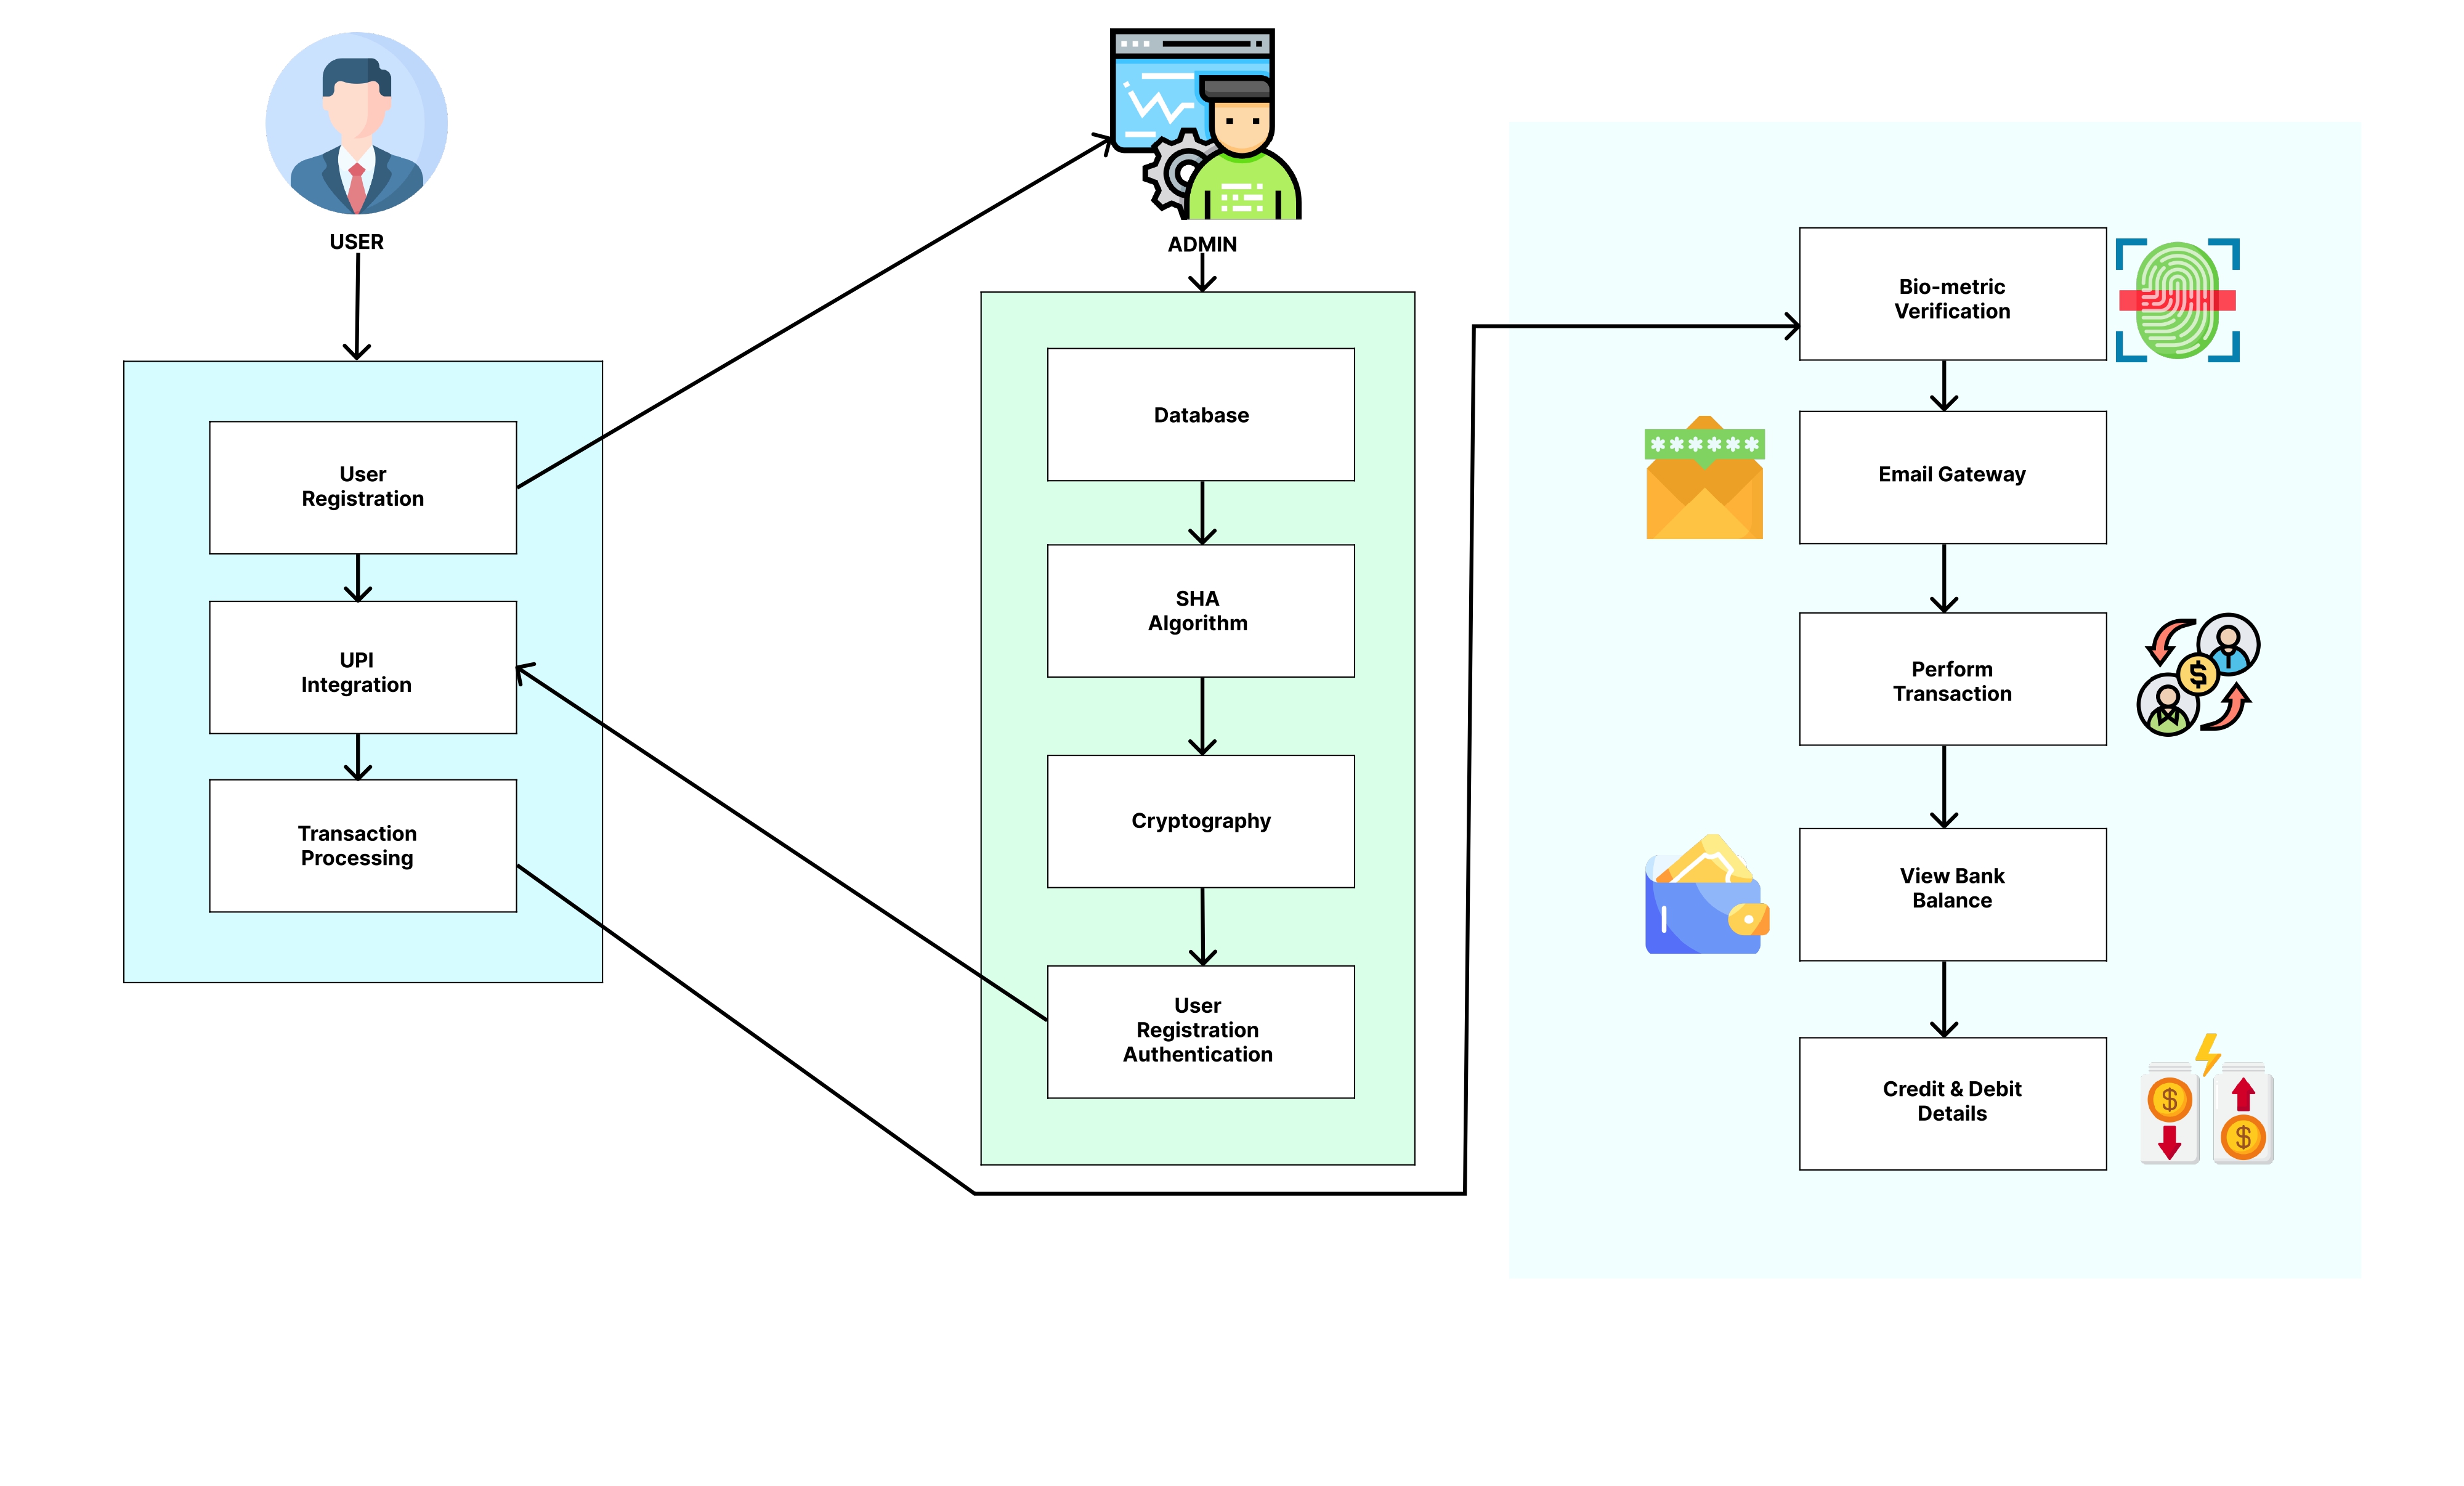 USER
User
Registration
UPI
Integration
Transaction
Processing
ADMIN
Database
SHA
Algorithm
Cryptography
User
Registration
Authentication
Bio-metric
Verification
******
Email Gateway
Perform
Transaction
$
View Bank
Balance
Credit & Debit
Details
$
$